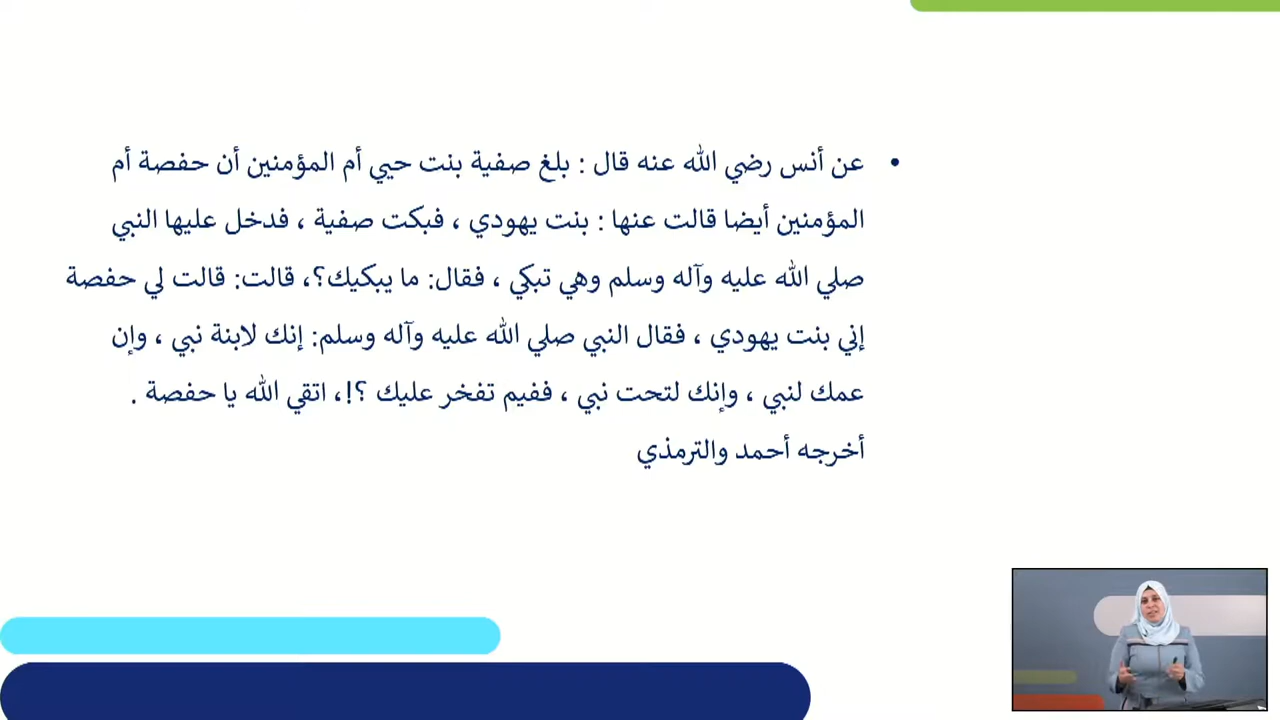 • عن أنس رضي الله عنه قال : بلغ صفية بنت حيي أم المؤمنين أن حفصة أم
المؤمنين أيضا قالت عنها : بنت يهودي ، فبكت صفية ، فدخل عليها النبي
صلي الله عليه وآله وسلم وهي تبكي ، فقال: ما يبكيك؟، قالت: قالت لي حفصة
إني بنت يهودي ، فقال النبي صلي الله عليه وآله وسلم: إنك لابنة نبي ، وإن
عمك لنبي ، وإنك لتحت نبي ، ففيم تفخر عليك ؟!، اتقي الله يا حفصة .
أخرجه أحمد والترمذي